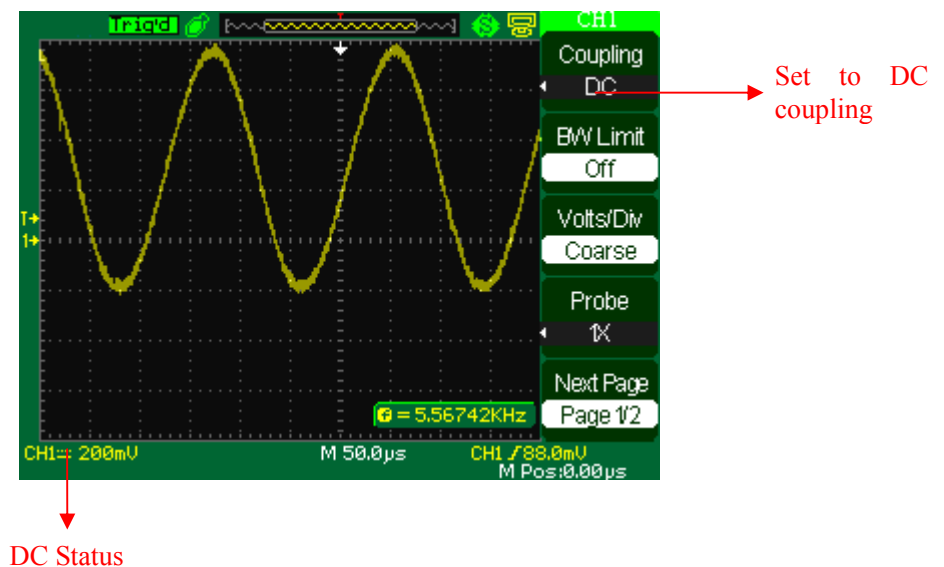 Trig'd
CH1
Coupling
DC
Set to DC
coupling
BW Limit
Off
T
1
Volts/Div
Coarse
Probe
1X
Next Page
Page 1/2
f = 5.56742KHz
CH1 200mV
M 50.0µs
CH1 /88.0mV
M Pos:0.00µs
DC Status